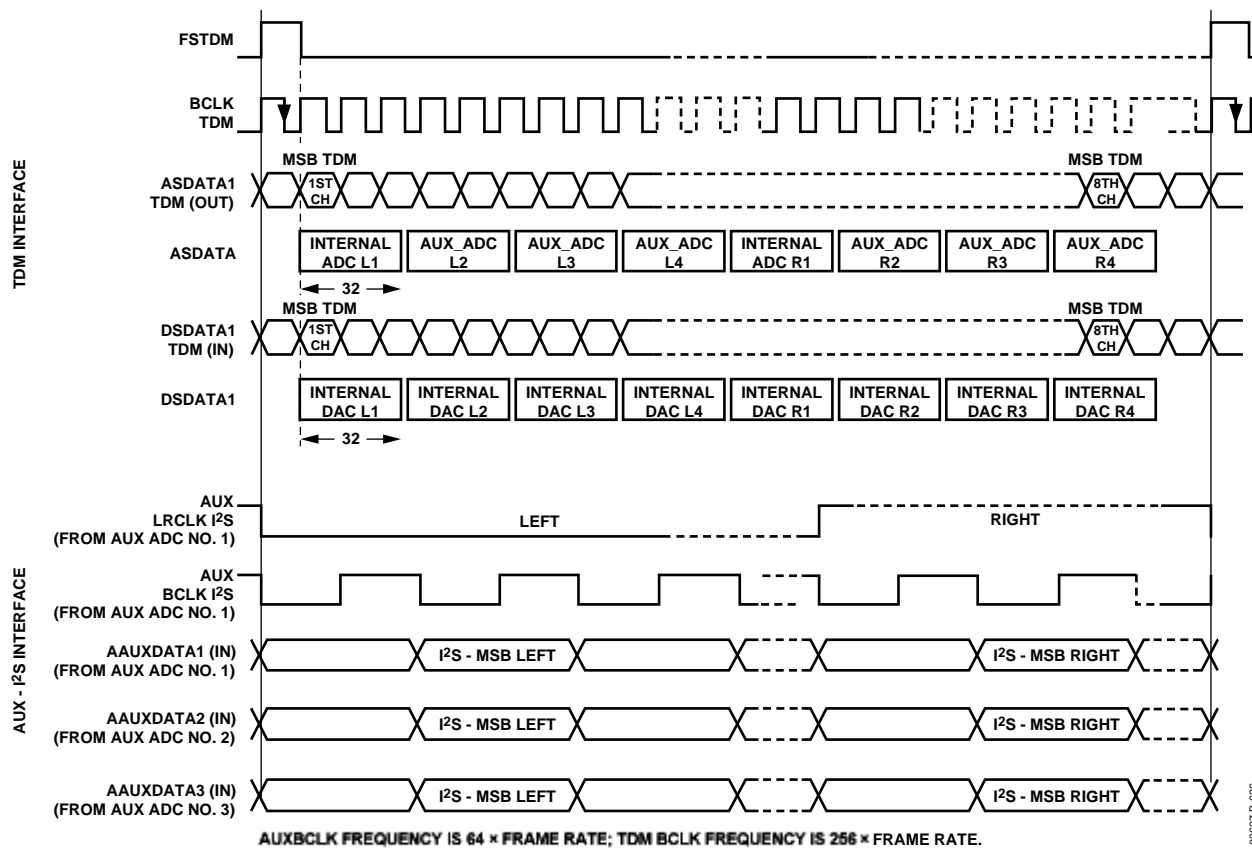 FSTDM
BCLK
TDM
TDM INTERFACE
MSB TDM
MSB TDM
ASDATA1
TDM (OUT)
1ST
CH
8TH
CH
ASDATA
INTERNAL
ADC L1
AUX_ADC
L2
AUX_ADC
L3
AUX_ADC
L4
INTERNAL
ADC R1
AUX_ADC
R2
AUX_ADC
R3
AUX_ADC
R4
32
MSB TDM
MSB TDM
DSDATA1
TDM (IN)
1ST
CH
8TH
CH
DSDATA1
INTERNAL
DAC L1
INTERNAL
DAC L2
INTERNAL
DAC L3
INTERNAL
DAC L4
INTERNAL
DAC R1
INTERNAL
DAC R2
INTERNAL
DAC R3
INTERNAL
DAC R4
32
AUX - I²S INTERFACE
AUX
LRCLK I²S
(FROM AUX ADC NO. 1)
LEFT
RIGHT
AUX
BCLK I²S
(FROM AUX ADC NO. 1)
AAUXDATA1 (IN)
(FROM AUX ADC NO. 1)
I²S - MSB LEFT
I²S - MSB RIGHT
AAUXDATA2 (IN)
(FROM AUX ADC NO. 2)
I²S - MSB LEFT
I²S - MSB RIGHT
AAUXDATA3 (IN)
(FROM AUX ADC NO. 3)
I²S - MSB LEFT
I²S - MSB RIGHT
AUXBCLK FREQUENCY IS 64 × FRAME RATE; TDM BCLK FREQUENCY IS 256 × FRAME RATE.